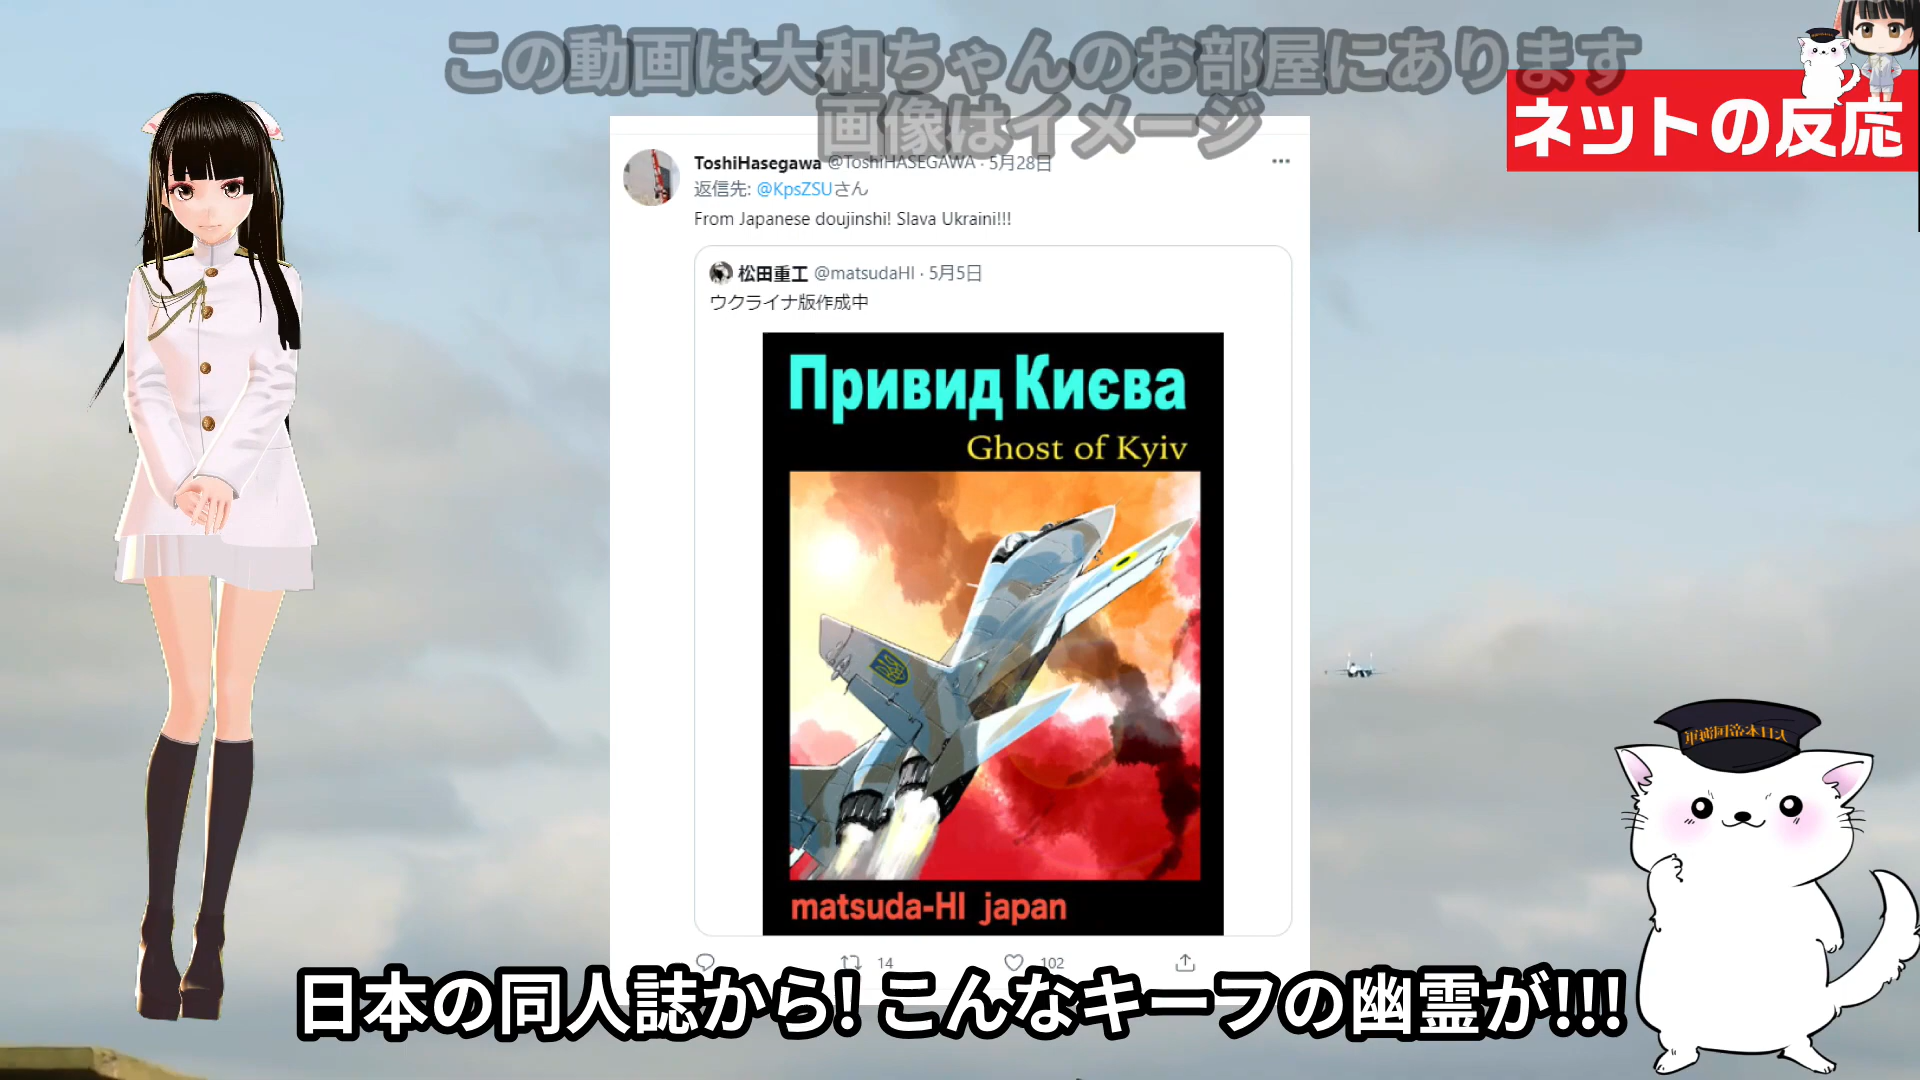 この動画は大和ちゃんのお部屋にあります
画像はイメージ
ネットの反応
ToshiHasegawa @ToshiHASEGAWA · 5月28日
返信先: @KpsZSUさん
From Japanese doujinshi! Slava Ukraini!!!
松田重工 @matsudaHI · 5月5日
ウクライナ版作成中
Привид Києва
Ghost of Kyiv
matsuda-HI japan
14 102
日本の同人誌から! こんなキーフの幽霊が!!!